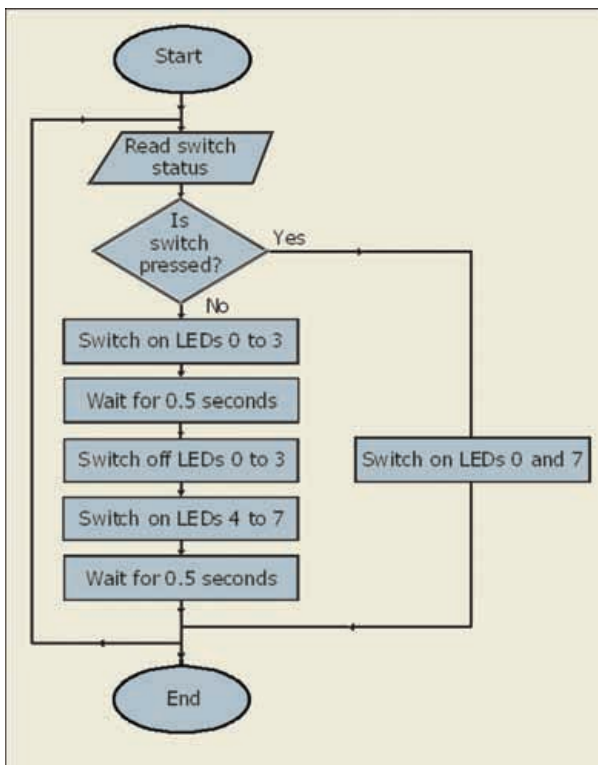 Start
Read switch
status
Is
switch
pressed?
Yes
No
Switch on LEDs 0 to 3
Wait for 0.5 seconds
Switch off LEDs 0 to 3
Switch on LEDs 0 and 7
Switch on LEDs 4 to 7
Wait for 0.5 seconds
End